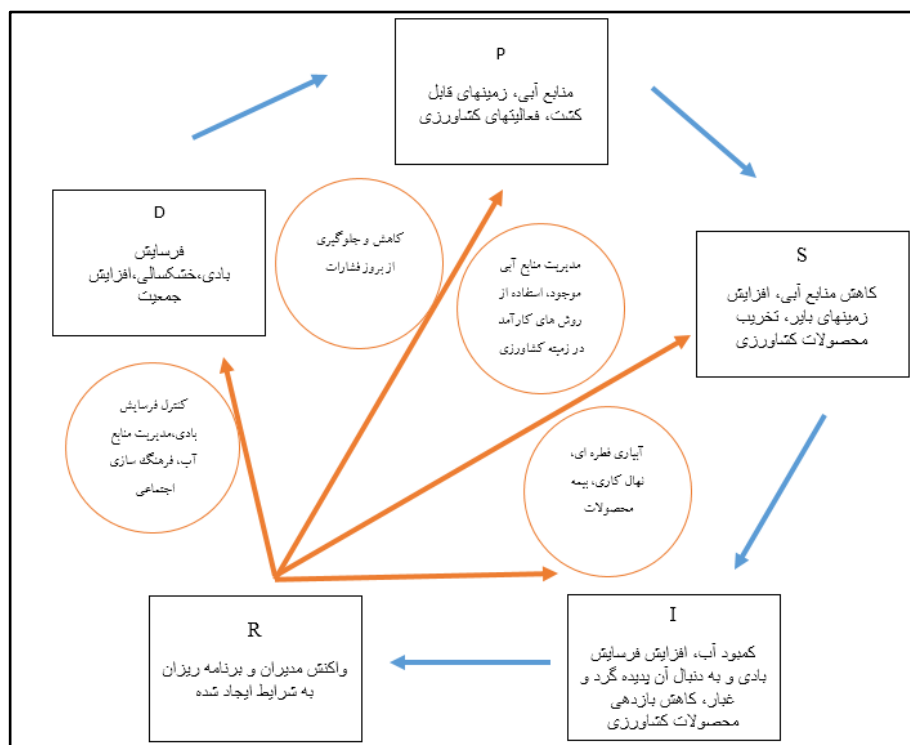 P
منابع آبی، زمینهای قابل
کشت، فعالیتهای کشاورزی
D
فرسایش
بادی،خشکسالی،افزایش
جمعیت
کاهش و جلوگیری
از بروز فشارات
مدیریت منابع آبی
موجود، استفاده از
روش های کارآمد
در زمینه کشاورزی
S
کاهش منابع آبی، افزایش
زمینهای بایر، تخریب
محصولات کشاورزی
کنترل فرسایش
بادی،مدیریت منابع
آب، فرهنگ سازی
اجتماعی
آبیاری قطره ای،
نهال کاری، بیمه
محصولات
R
واکنش مدیران و برنامه ریزان
به شرایط ایجاد شده
I
کمبود آب، افزایش فرسایش
بادی و به دنبال آن پدیده گرد و
غبار، کاهش بازدهی
محصولات کشاورزی